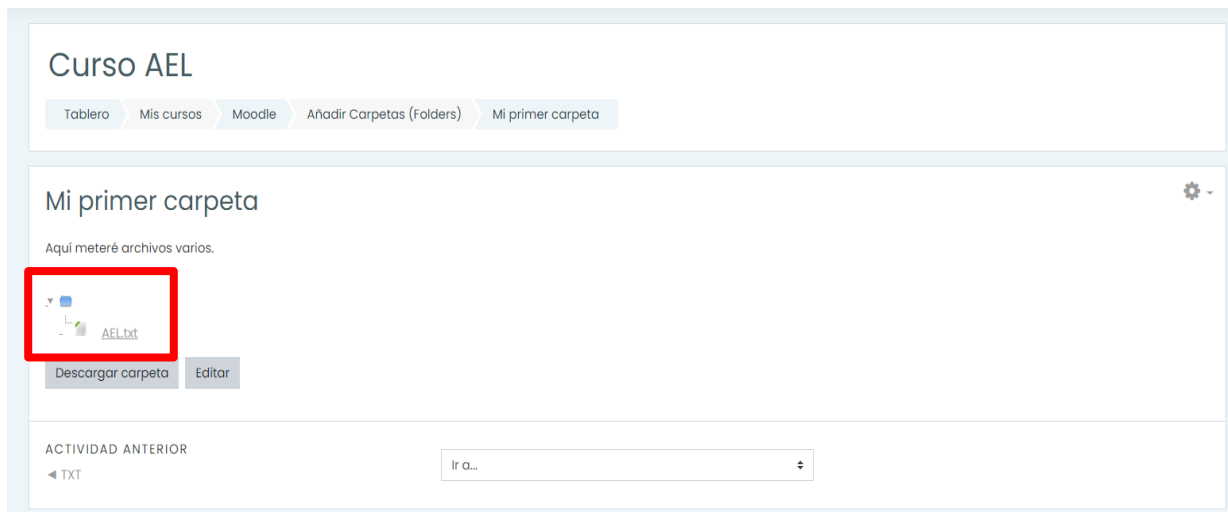 Curso AEL
Tablero Mis cursos Moodle Añadir Carpetas (Folders) Mi primer carpeta
Mi primer carpeta
Aquí meteré archivos varios.
AEL.txt
Descargar carpeta Editar
ACTIVIDAD ANTERIOR
◄ TXT
Ir a...